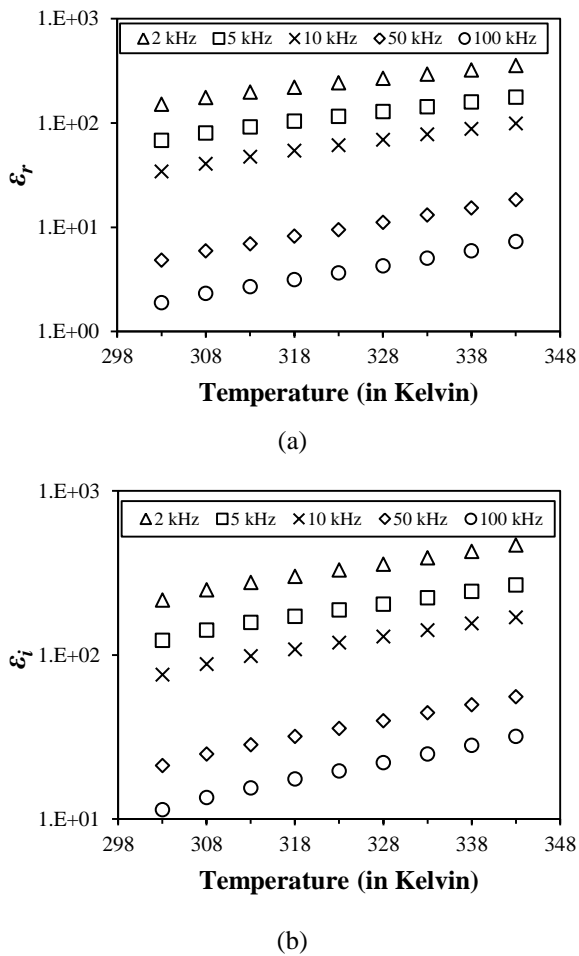 1.E+03
△ 2 kHz □ 5 kHz × 10 kHz ◇ 50 kHz ○ 100 kHz
1.E+02
εr
1.E+01
1.E+00
298 308 318 328 338 348
Temperature (in Kelvin)
(a)
1.E+03
△ 2 kHz □ 5 kHz × 10 kHz ◇ 50 kHz ○ 100 kHz
1.E+02
εi
1.E+01
298 308 318 328 338 348
Temperature (in Kelvin)
(b)